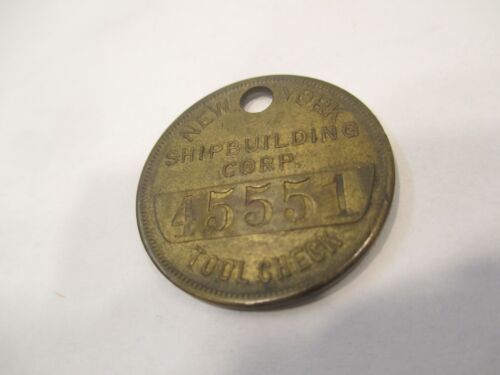 NEW YORK
SHIPBUILDING
CORP.
45551
TOOL CHECK